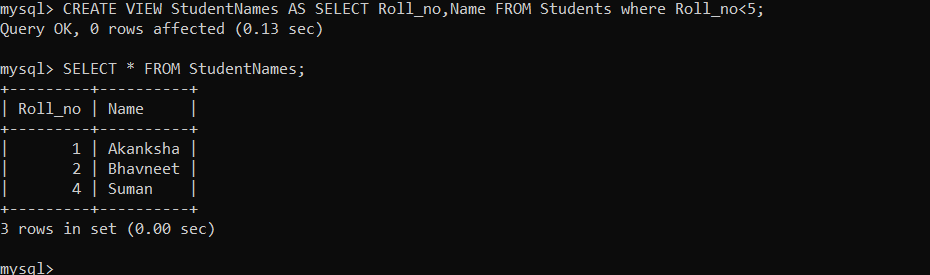 mysql> CREATE VIEW StudentNames AS SELECT Roll_no,Name FROM Students where Roll_no<5;
Query OK, 0 rows affected (0.13 sec)
mysql> SELECT * FROM StudentNames;
+---------+----------+
| Roll_no | Name     |
+---------+----------+
|       1 | Akanksha |
|       2 | Bhavneet |
|       4 | Suman    |
+---------+----------+
3 rows in set (0.00 sec)
mysql>